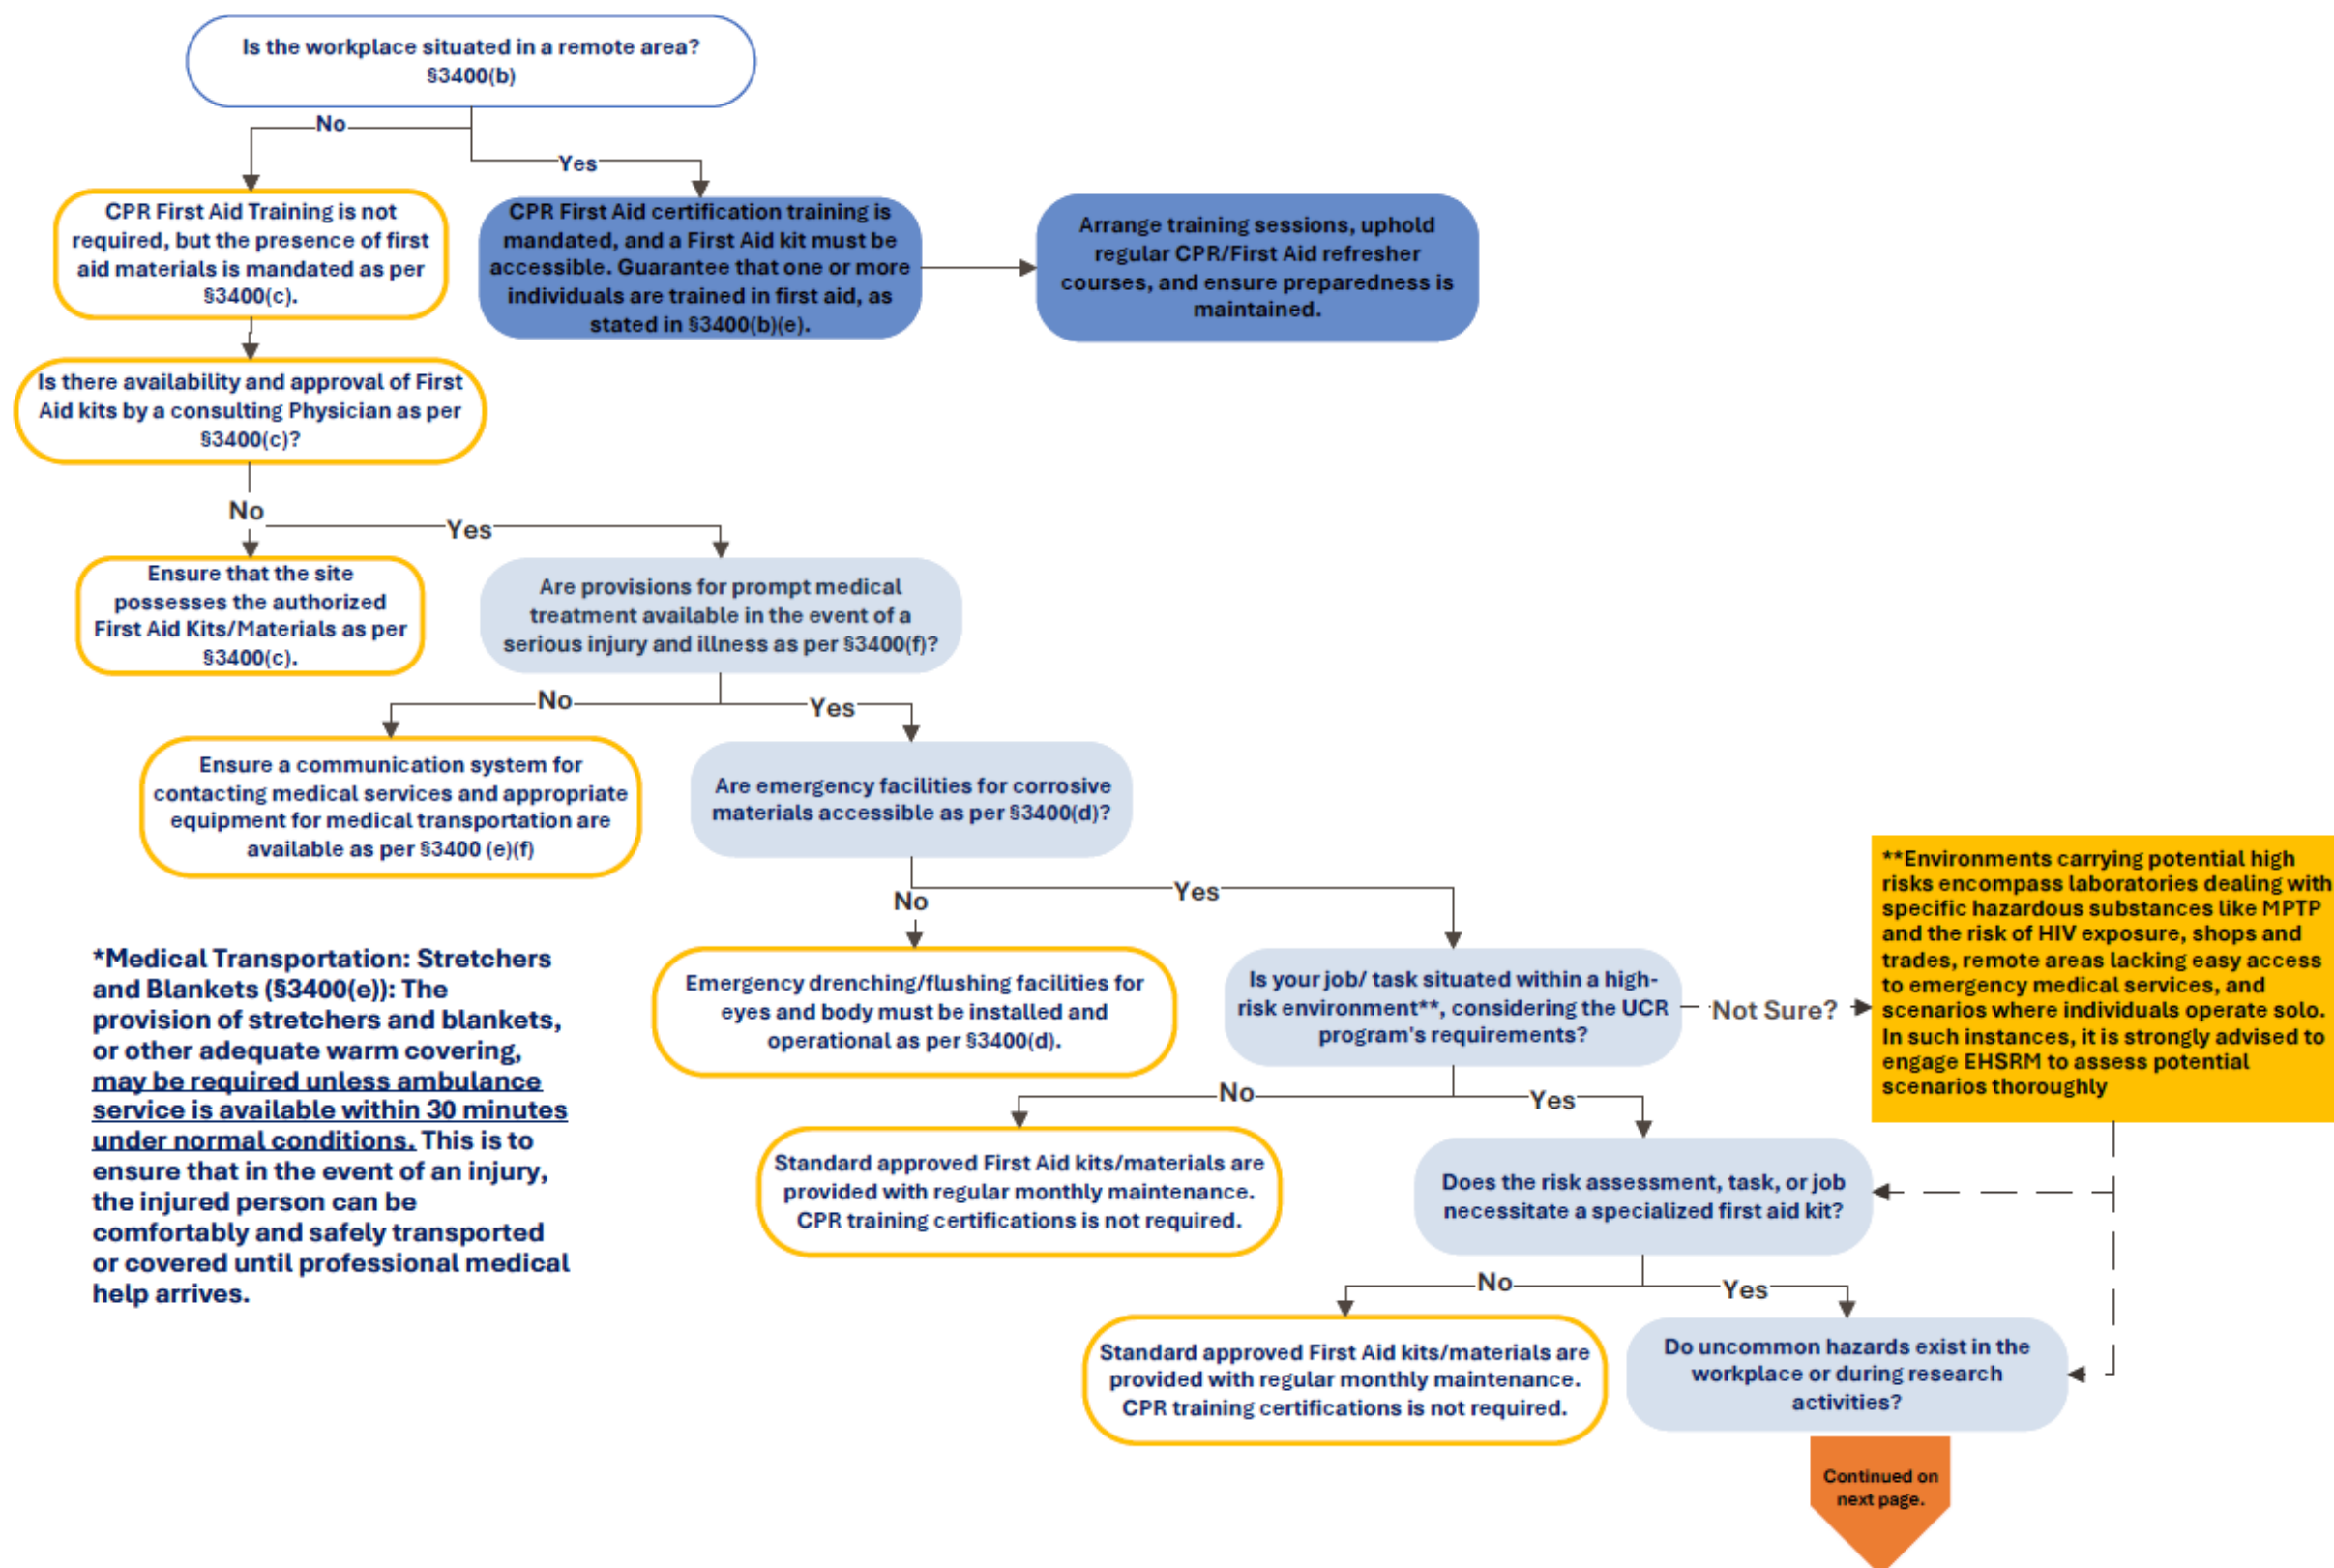 Is the workplace situated in a remote area?
§3400(b)
No
Yes
CPR First Aid Training is not
required, but the presence of first
aid materials is mandated as per
§3400(c).
CPR First Aid certification training is
mandated, and a First Aid kit must be
accessible. Guarantee that one or more
individuals are trained in first aid, as
stated in §3400(b)(e).
Arrange training sessions, uphold
regular CPR/First Aid refresher
courses, and ensure preparedness is
maintained.
Is there availability and approval of First
Aid kits by a consulting Physician as per
§3400(c)?
No
Yes
Ensure that the site
possesses the authorized
First Aid Kits/Materials as per
§3400(c).
Are provisions for prompt medical
treatment available in the event of a
serious injury and illness as per §3400(f)?
No
Yes
Ensure a communication system for
contacting medical services and appropriate
equipment for medical transportation are
available as per §3400 (e)(f)
Are emergency facilities for corrosive
materials accessible as per §3400(d)?
No
Yes
Emergency drenching/flushing facilities for
eyes and body must be installed and
operational as per §3400(d).
Is your job/ task situated within a high-
risk environment**, considering the UCR
program's requirements?
Not Sure?
**Environments carrying potential high
risks encompass laboratories dealing with
specific hazardous substances like MPTP
and the risk of HIV exposure, shops and
trades, remote areas lacking easy access
to emergency medical services, and
scenarios where individuals operate solo.
In such instances, it is strongly advised to
engage EHSRM to assess potential
scenarios thoroughly
*Medical Transportation: Stretchers
and Blankets (§3400(e)): The
provision of stretchers and blankets,
or other adequate warm covering,
may be required unless ambulance
service is available within 30 minutes
under normal conditions. This is to
ensure that in the event of an injury,
the injured person can be
comfortably and safely transported
or covered until professional medical
help arrives.
No
Yes
Standard approved First Aid kits/materials are
provided with regular monthly maintenance.
CPR training certifications is not required.
Does the risk assessment, task, or job
necessitate a specialized first aid kit?
No
Yes
Standard approved First Aid kits/materials are
provided with regular monthly maintenance.
CPR training certifications is not required.
Do uncommon hazards exist in the
workplace or during research
activities?
Continued on
next page.